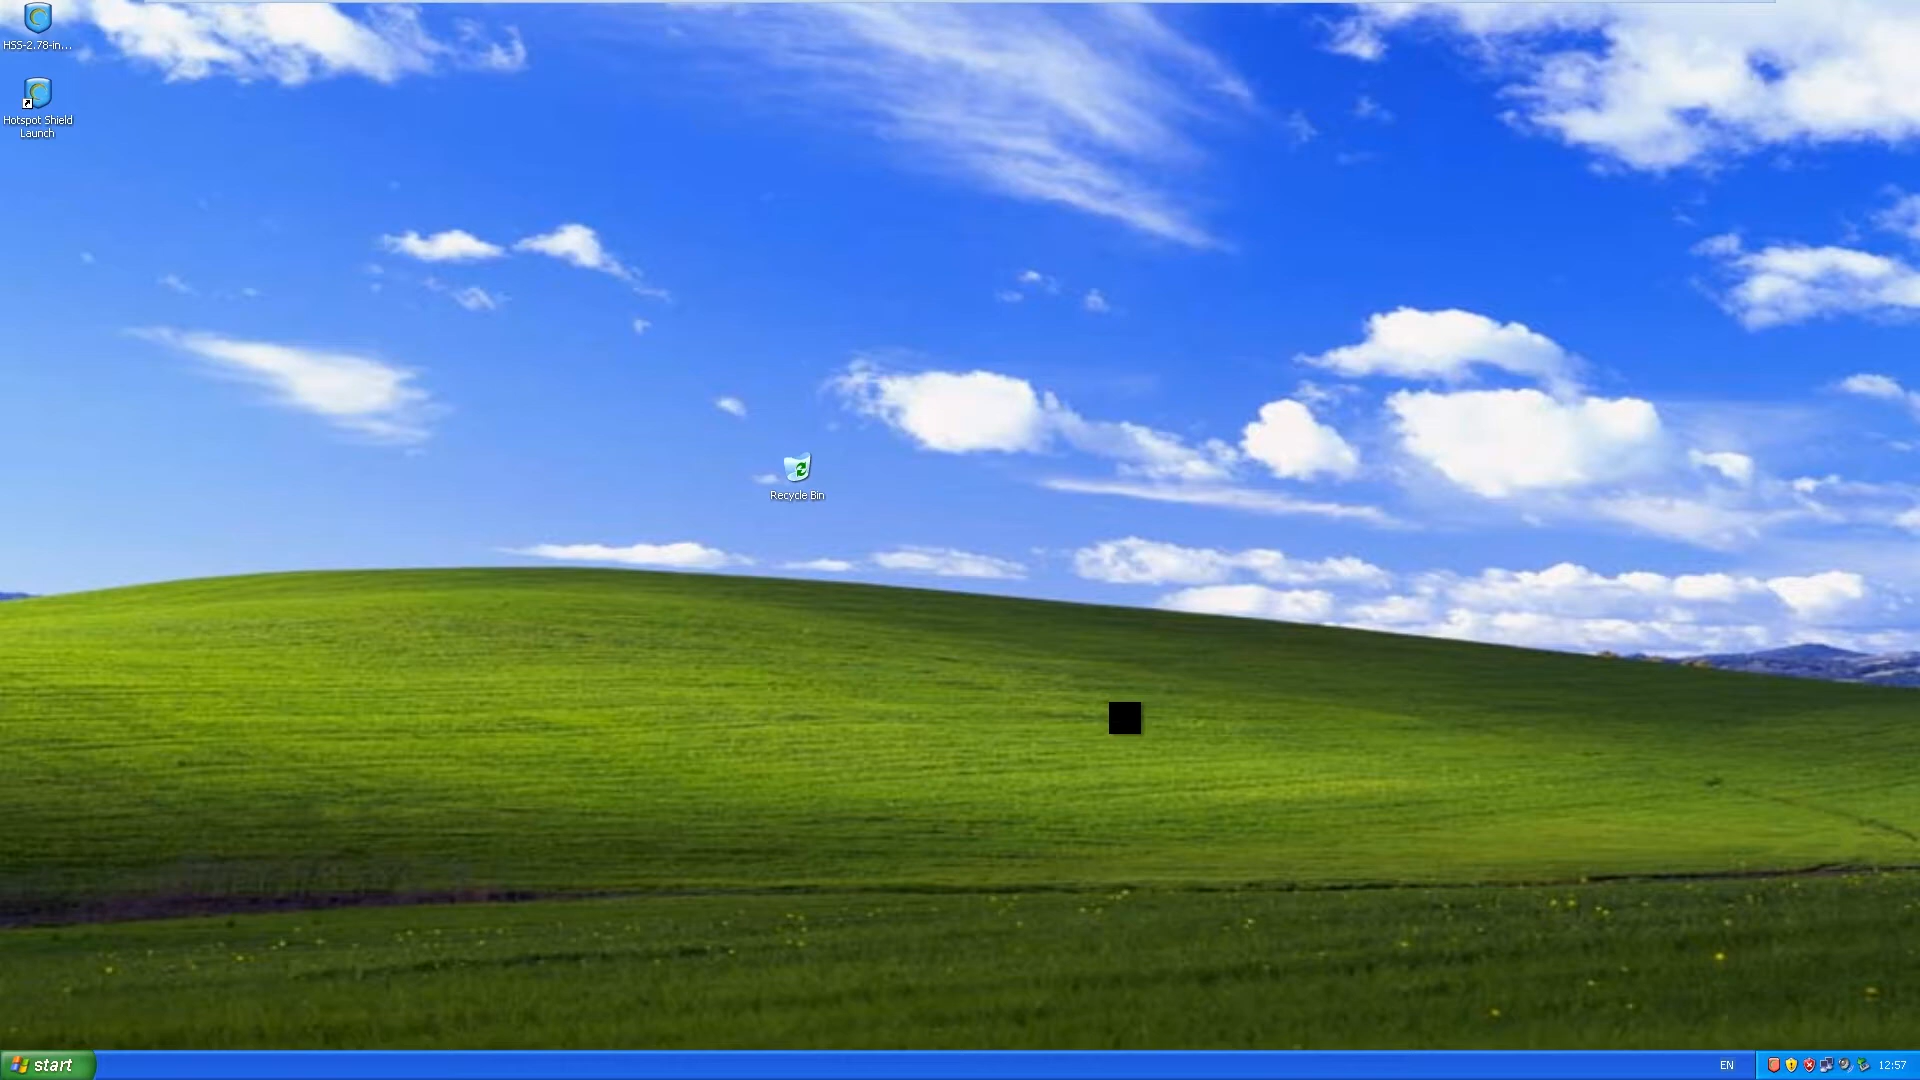 HSS-2.78-in...
Hotspot Shield
Launch
Recycle Bin
start
EN
12:57